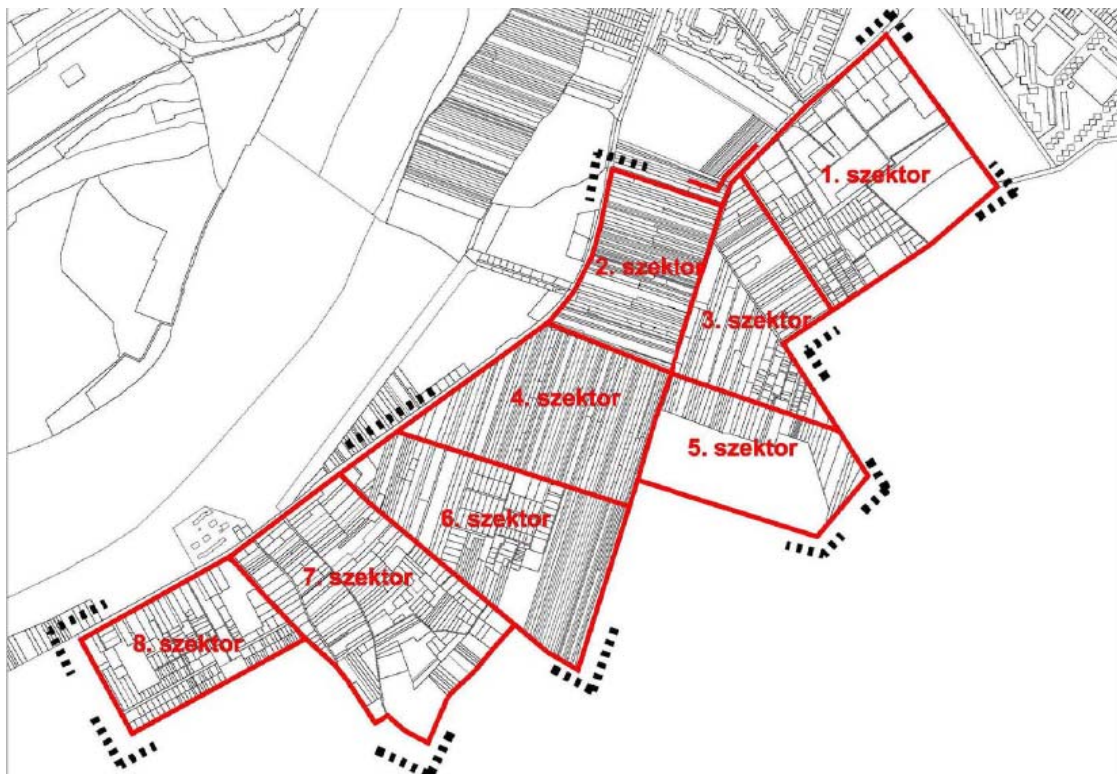 1. szektor
2. szektor
3. szektor
4. szektor
5. szektor
6. szektor
7. szektor
8. szektor